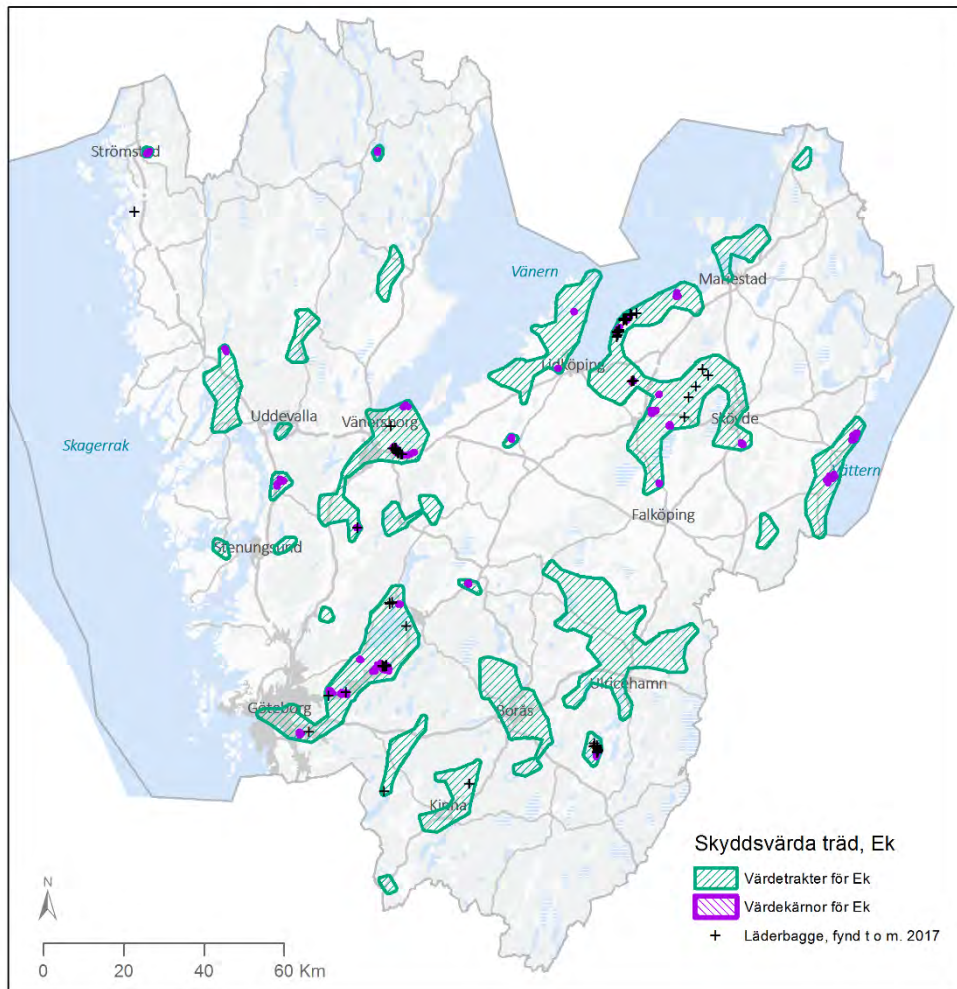 Strömstad
Vänern
Mariestad
Lidköping
Uddevalla
Vänersborg
Skövde
Skagerrak
Vättern
Falköping
Stenungsund
Ulricehamn
Göteborg
Borås
Kinna
Skyddsvärda träd, Ek
Värdetrakter för Ek
Värdekärnor för Ek
Läderbagge, fynd t o m. 2017
N
0 20 40 60 Km